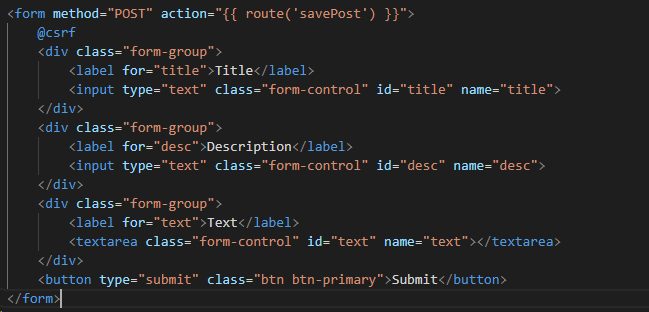 <form method="POST" action="{{ route('savePost') }}">
    @csrf
    <div class="form-group">
        <label for="title">Title</label>
        <input type="text" class="form-control" id="title" name="title">
    </div>
    <div class="form-group">
        <label for="desc">Description</label>
        <input type="text" class="form-control" id="desc" name="desc">
    </div>
    <div class="form-group">
        <label for="text">Text</label>
        <textarea class="form-control" id="text" name="text"></textarea>
    </div>
    <button type="submit" class="btn btn-primary">Submit</button>
</form>